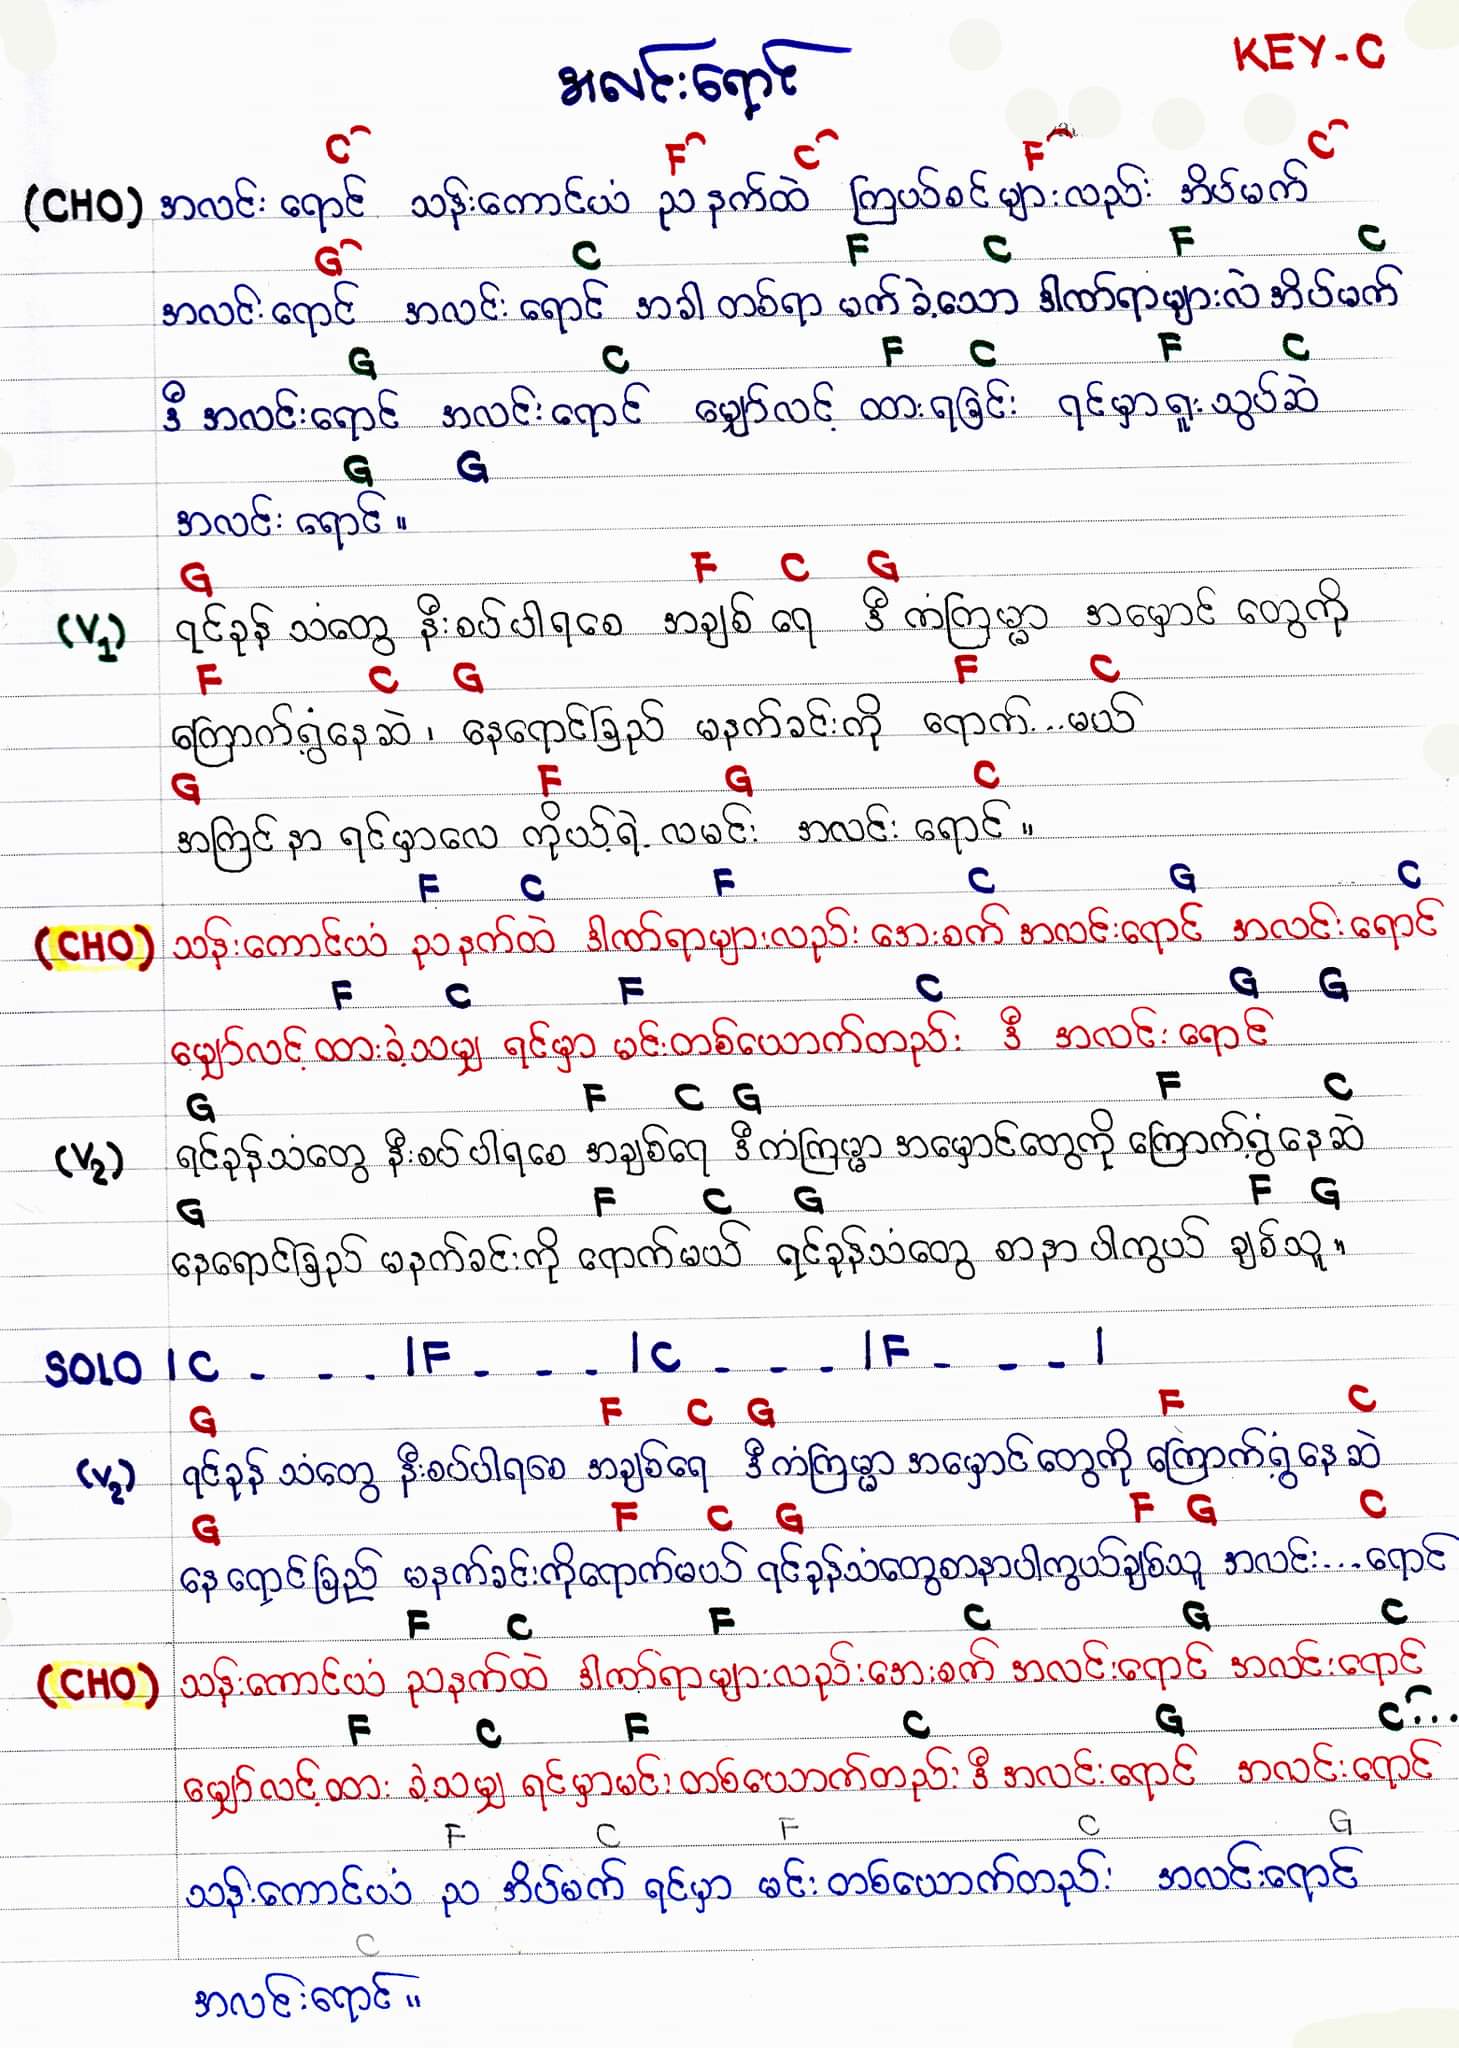 အလင်းရောင်
KEY-C
C F C F C
(CHO) အလင်း ရောင် သန်းကောင်ယံ ည နက်ထဲ ကြယ်စင်များလည်း အိပ်မက်
G C F C F C
အလင်းရောင် အလင်း ရောင် အခါ တစ်ရာ မက်ခဲ့သော ဒဏ်ရာများလဲ အိပ်မက်
G C F C F C
ဒီ အလင်းရောင် အလင်းရောင် မျှော်လင့် ထားရခြင်း ရင်မှာရူးသွပ်ဆဲ
G G
အလင်း ရောင်။
G F C G
(V1) ရင်ခုန် သံတွေ နီးစပ်ပါရစေ အချစ် ရေ ဒီ ကံကြမ္မာ အမှောင် တွေကို
F C G F C
ကြောက်ရွံ့နေဆဲ၊ နေရောင်ခြည် မနက်ခင်းကို ရောက်...မယ်
G F G C
အကြင်နာ ရင်မှာလေ ကိုယ့်ရဲ့ လမင်း အလင်း ရောင်။
F C F C G C
(CHO) သန်းကောင်ယံ ညနက်ထဲ ဒဏ်ရာများလည်း အေးစက် အလင်းရောင် အလင်းရောင်
F C F C G G
မျှော်လင့်ထားခဲ့သမျှ ရင်မှာ မင်းတစ်ယောက်တည်း ဒီ အလင်းရောင်
G F C G F C
(V2) ရင်ခုန်သံတွေ နီးစပ်ပါရစေ အချစ်ရေ ဒီကံကြမ္မာ အမှောင်တွေကို ကြောက်ရွံ့နေဆဲ
G F C G F G
နေရောင်ခြည် မနက်ခင်းကို ရောက်မယ် ရင်ခုန်သံတွေ စာနာပါကွယ် ချစ်သူ။
SOLO | C - - - | F - - - | C - - - | F - - - |
G F C G F C
(V2) ရင်ခုန် သံတွေ နီးစပ်ပါရစေ အချစ်ရေ ဒီကံကြမ္မာ အမှောင်တွေကို ကြောက်ရွံ့နေဆဲ
G F C G F G C
နေရောင်ခြည် မနက်ခင်းကိုရောက်မယ် ရင်ခုန်သံတွေစာနာပါကွယ်ချစ်သူ အလင်း...ရောင်
F C F C G C
(CHO) သန်းကောင်ယံ ညနက်ထဲ ဒဏ်ရာများလည်းအေးစက် အလင်းရောင် အလင်းရောင်
F C F C G C...
မျှော်လင့်ထား ခဲ့သမျှ ရင်မှာမင်းတစ်ယောက်တည်းဒီ အလင်းရောင် အလင်းရောင်
F C F C G
သန်းကောင်ယံ ည အိပ်မက် ရင်မှာ မင်းတစ်ယောက်တည်း အလင်းရောင်
C
အလင်းရောင်။